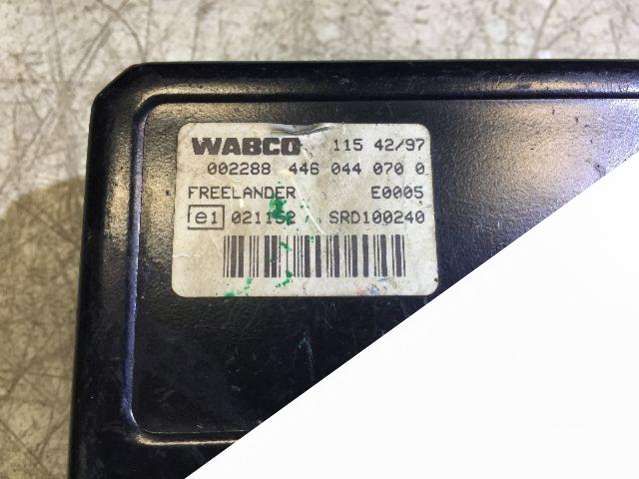 WABCO 115 42/97
002288 446 044 070 0
FREELANDER E0005
e1 021152 SRD100240